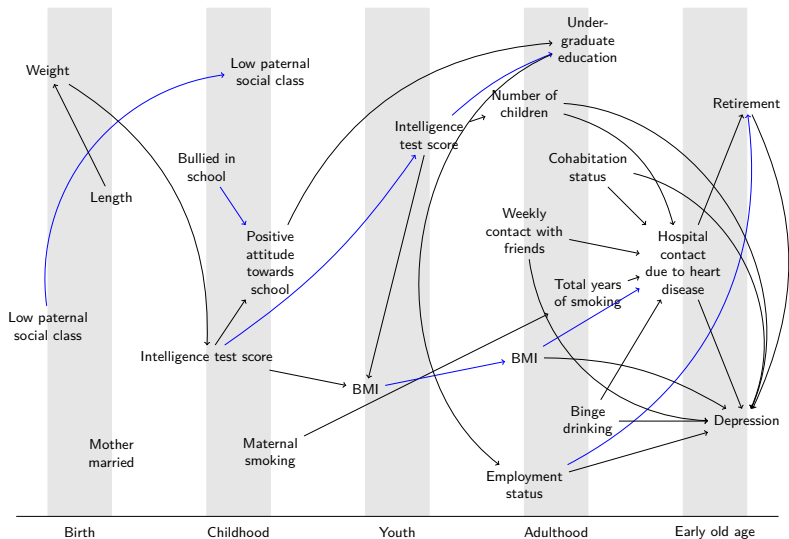 Under-
graduate
education
Weight
Low paternal
social class
Number of
children
Retirement
Intelligence
test score
Bullied in
school
Cohabitation
status
Length
Weekly
contact with
friends
Positive
attitude
towards
school
Hospital
contact
due to heart
disease
Total years
of smoking
Low paternal
social class
Intelligence test score
BMI
BMI
Binge
drinking
Depression
Mother
married
Maternal
smoking
Employment
status
Birth
Childhood
Youth
Adulthood
Early old age